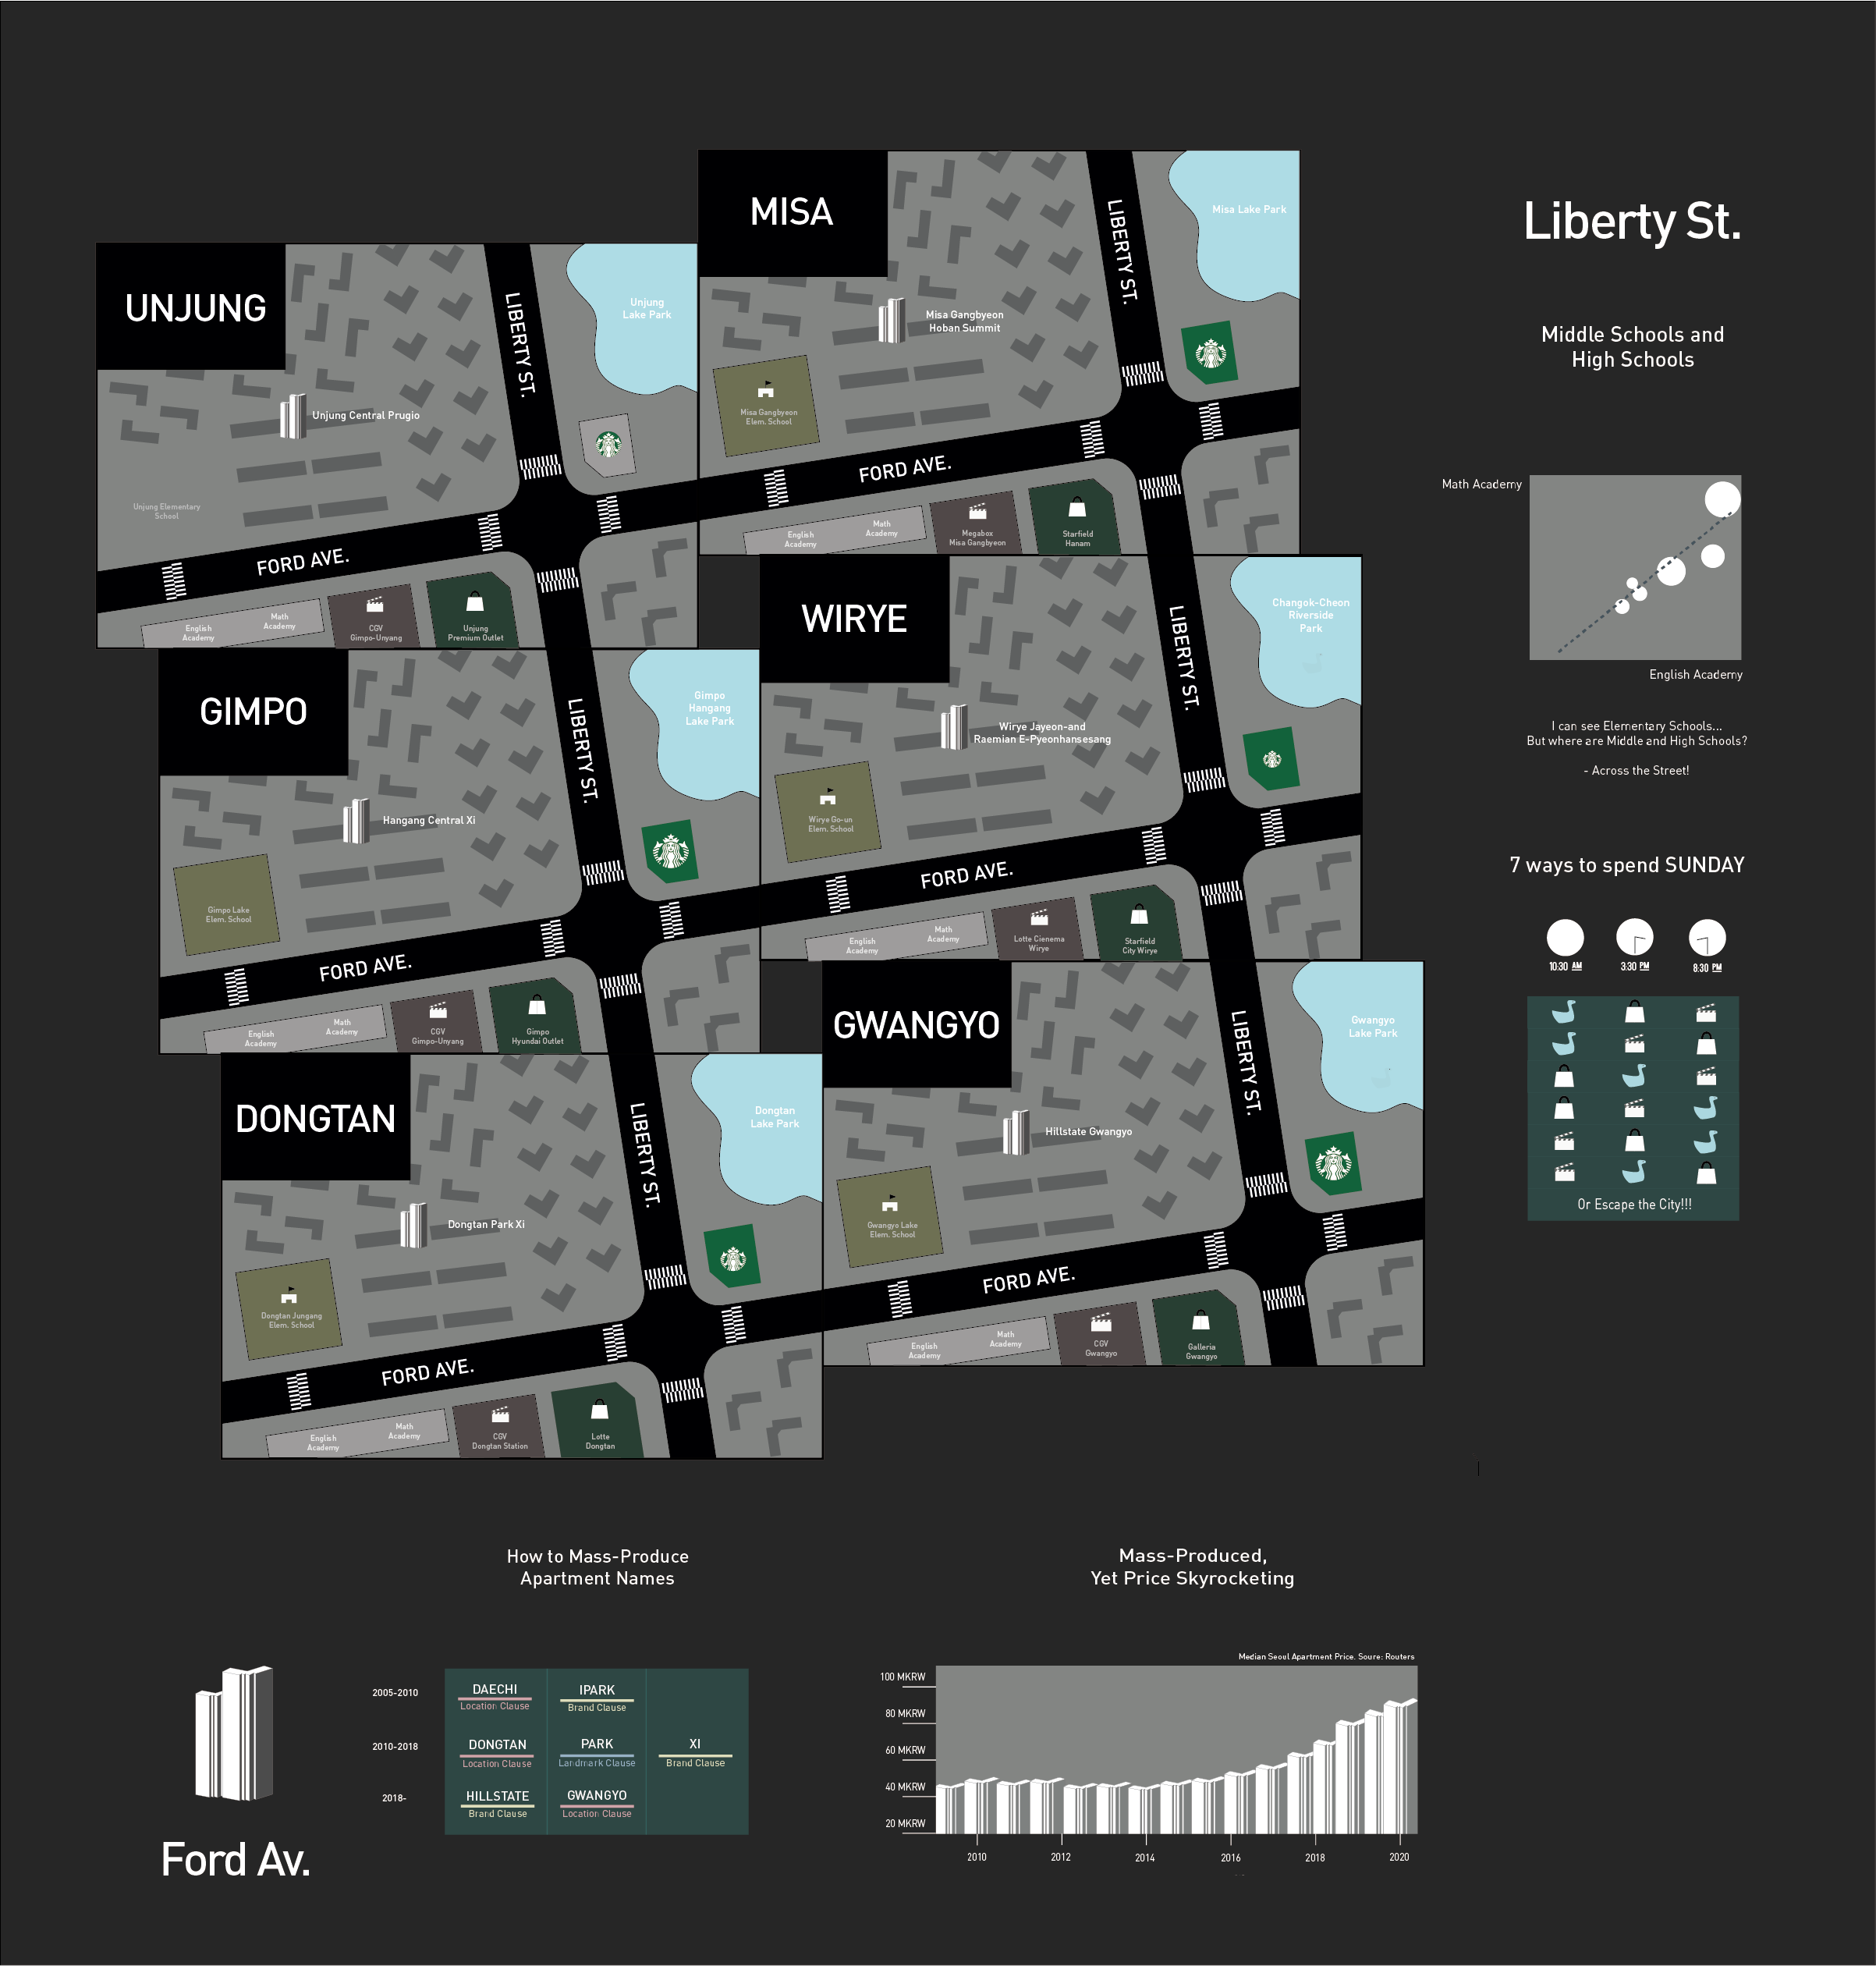 MISA
LIBERTY ST.
Misa Lake Park
Misa Gangbyeon
Hoban Summit
Misa Gangbyeon
Elem. School
FORD AVE.
English
Academy
Math
Academy
Megabox
Misa Gangbyeon
Starfield
Hanam
UNJUNG
LIBERTY ST.
Unjung
Lake Park
Unjung Central Prugio
Unjung Elementary
School
FORD AVE.
English
Academy
Math
Academy
CGV
Gimpo-Unyang
Unjung
Premium Outlet
WIRYE
LIBERTY ST.
Changok-Cheon
Riverside
Park
Wirye Jayeon-and
Raemian E-Pyeonhansesang
Wirye Go-un
Elem. School
FORD AVE.
English
Academy
Math
Academy
Lotte Cienema
Wirye
Starfield
City Wirye
GIMPO
LIBERTY ST.
Gimpo
Hangang
Lake Park
Hangang Central Xi
Gimpo Lake
Elem. School
FORD AVE.
English
Academy
Math
Academy
CGV
Gimpo-Unyang
Gimpo
Hyundai Outlet
GWANGYO
LIBERTY ST.
Gwangyo
Lake Park
Hillstate Gwangyo
Gwangyo Lake
Elem. School
FORD AVE.
English
Academy
Math
Academy
CGV
Gwangyo
Galleria
Gwangyo
DONGTAN
LIBERTY ST.
Dongtan
Lake Park
Dongtan Park Xi
Dongtan Jungang
Elem. School
FORD AVE.
English
Academy
Math
Academy
CGV
Dongtan Station
Lotte
Dongtan
Liberty St.
Middle Schools and
High Schools
Math Academy
English Academy
I can see Elementary Schools...
But where are Middle and High Schools?
- Across the Street!
7 ways to spend SUNDAY
10:30 AM
3:30 PM
8:30 PM
Or Escape the City!!!
How to Mass-Produce
Apartment Names
2005-2010
DAECHI
Location Clause
IPARK
Brand Clause
2010-2018
DONGTAN
Location Clause
PARK
Landmark Clause
XI
Brand Clause
2018-
HILLSTATE
Brand Clause
GWANGYO
Location Clause
Ford Av.
Mass-Produced,
Yet Price Skyrocketing
Median Seoul Apartment Price. Soure: Routers
100 MKRW
80 MKRW
60 MKRW
40 MKRW
20 MKRW
2010
2012
2014
2016
2018
2020